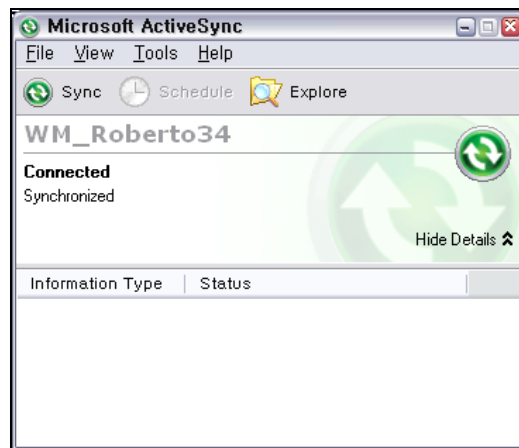 Microsoft ActiveSync
File View Tools Help
Sync Schedule Explore
WM_Roberto34
Connected
Synchronized
Hide Details
Information Type Status